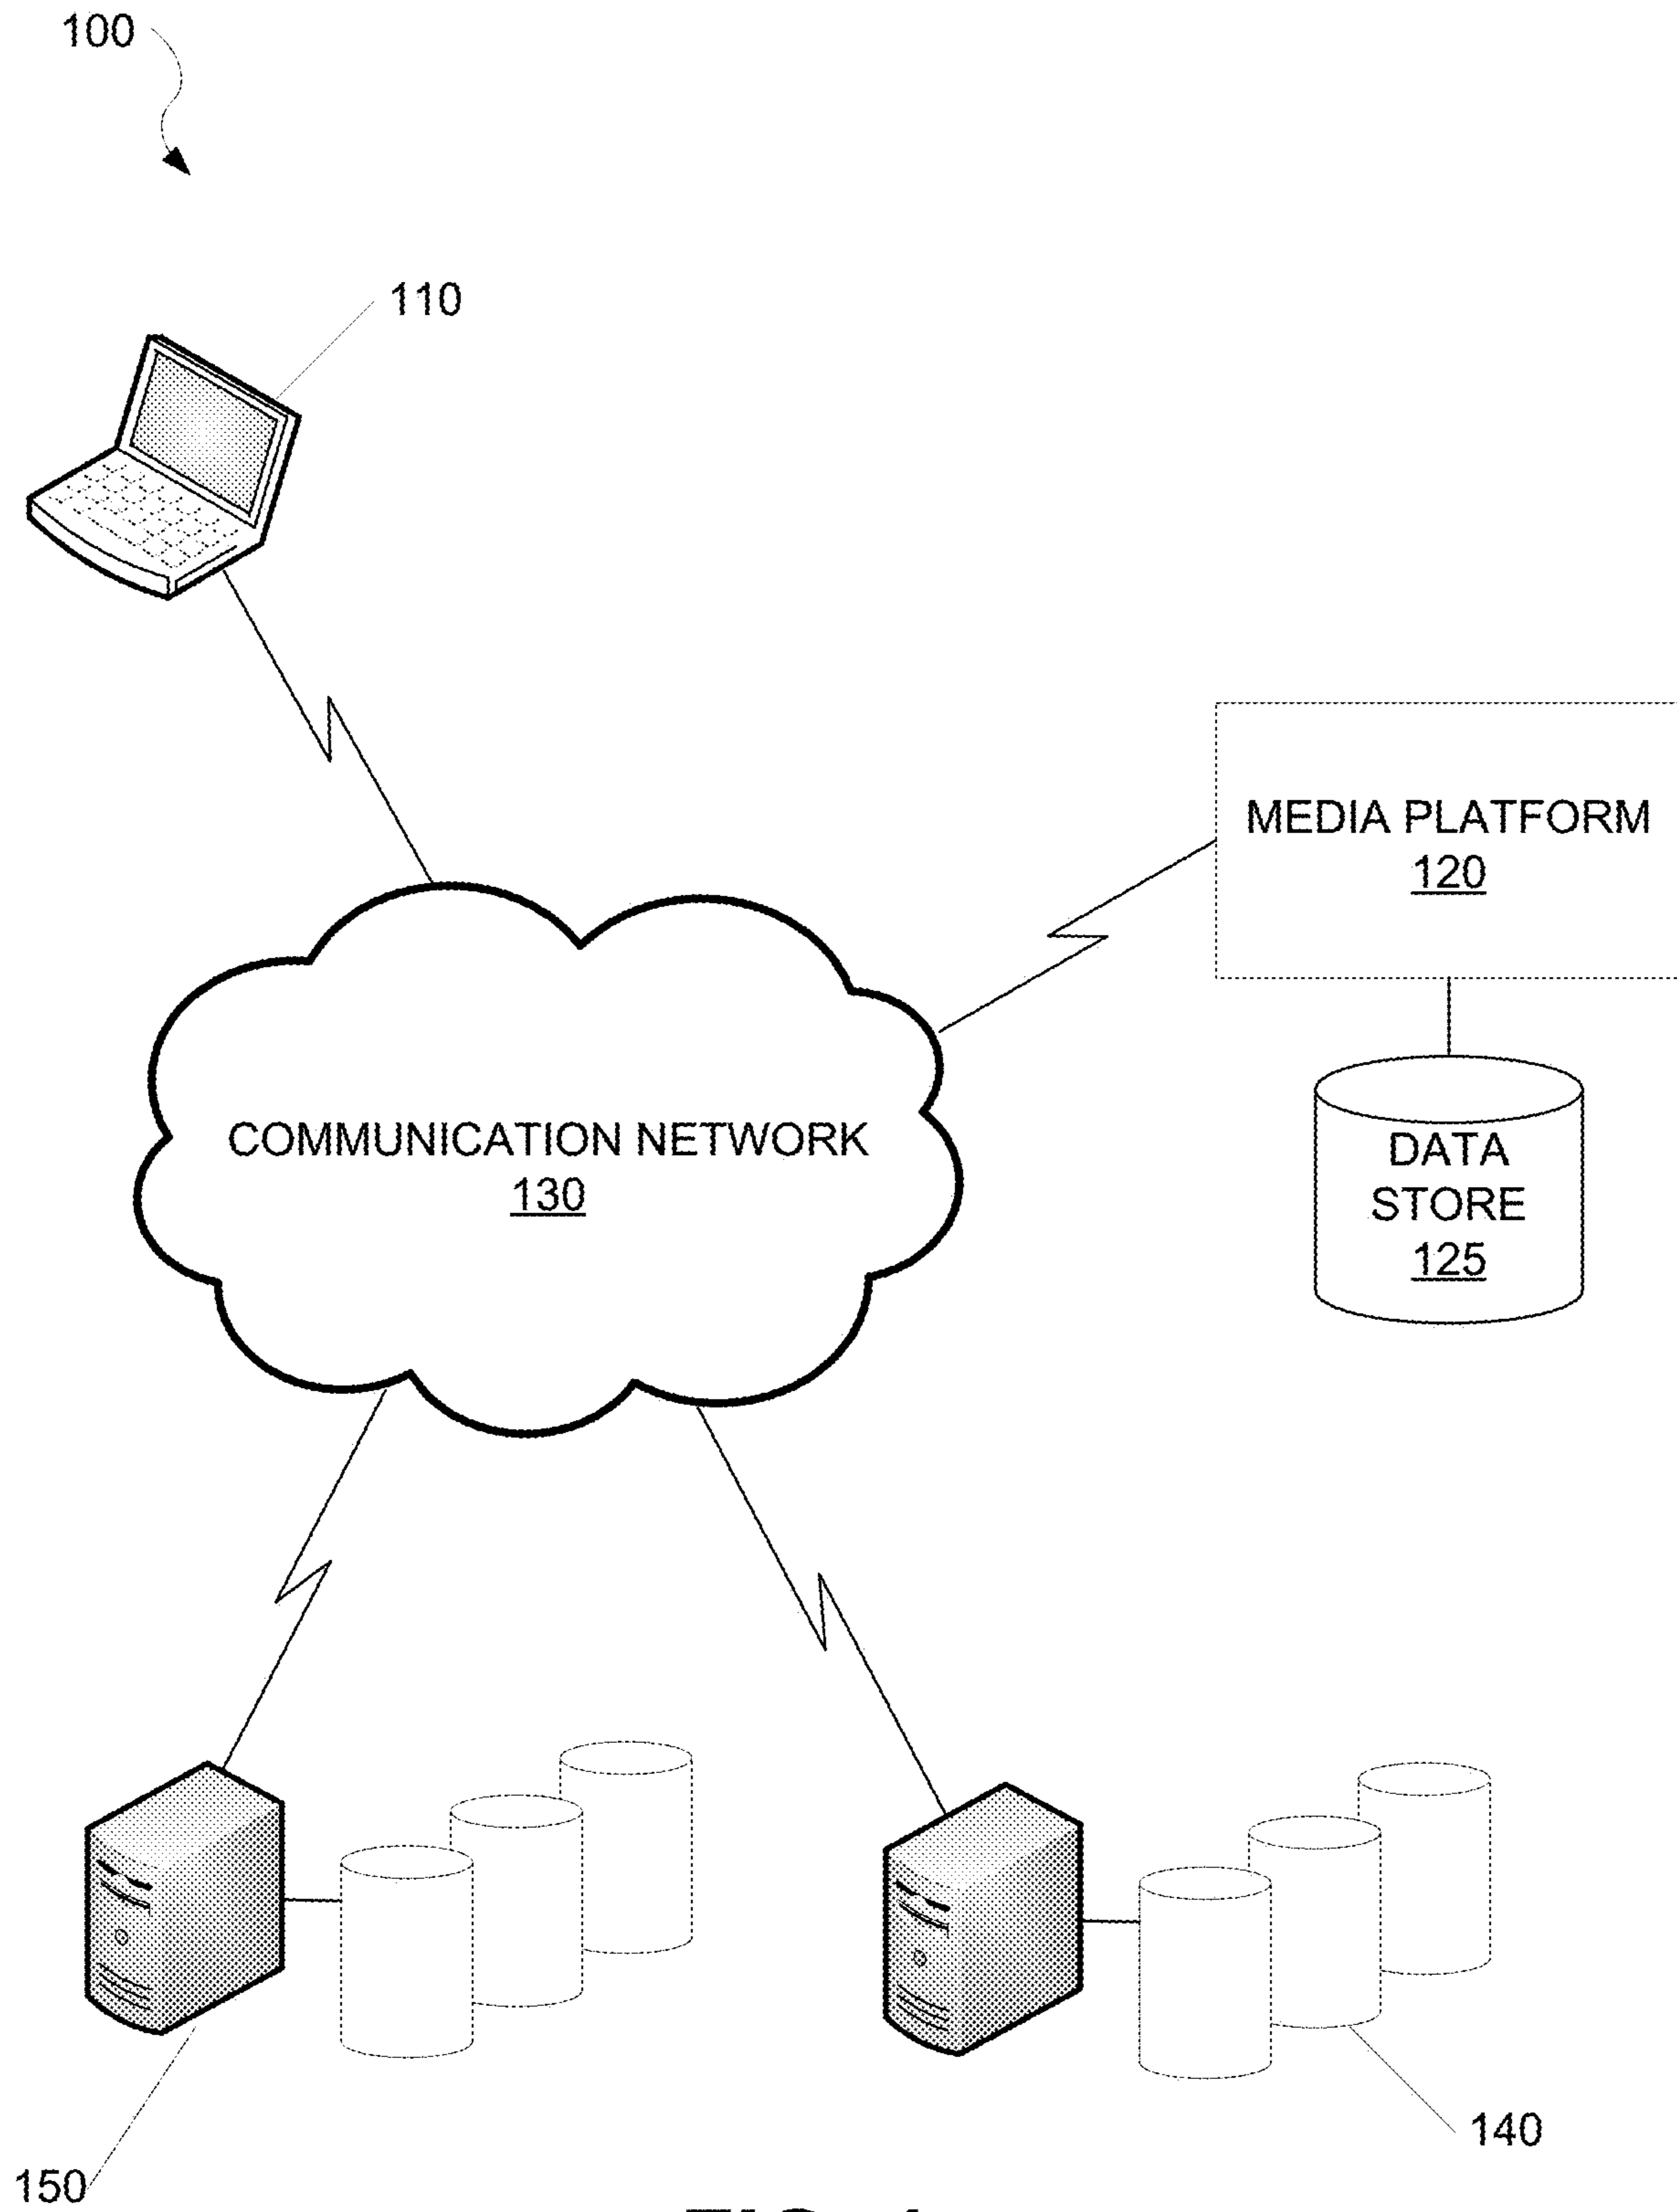 100
110
MEDIA PLATFORM
120
COMMUNICATION NETWORK
130
DATA
STORE
125
140
150